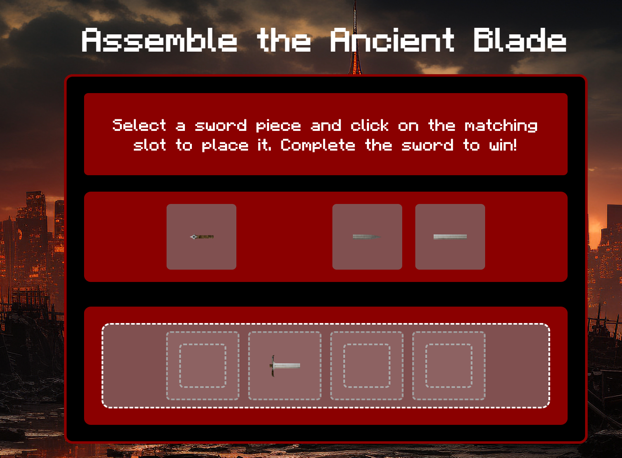 Assemble the Ancient Blade
Select a sword piece and click on the matching
slot to place it. Complete the sword to win!